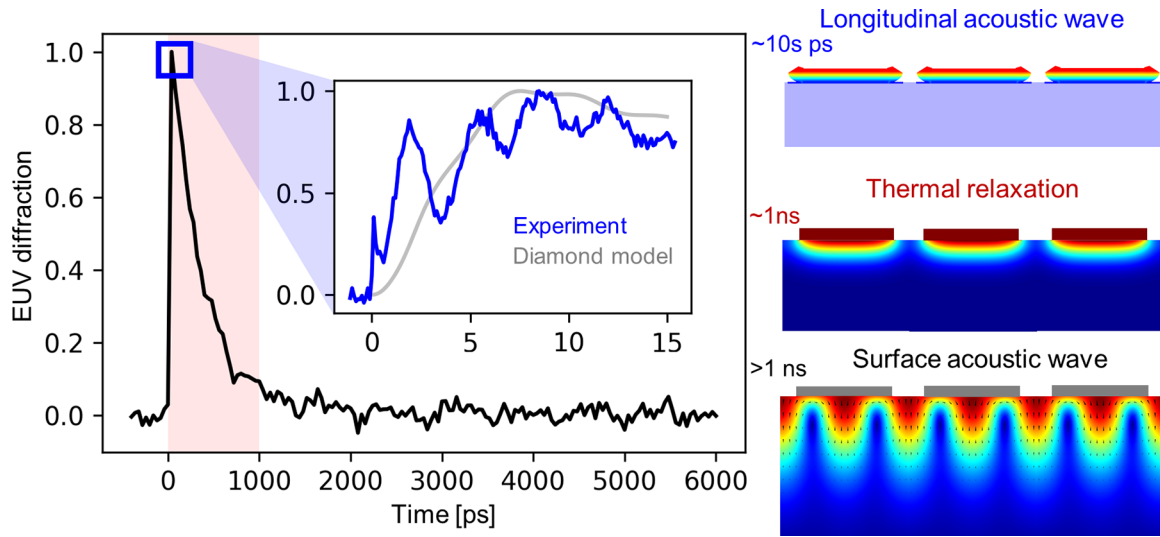 Longitudinal acoustic wave
~10s ps
1.0
0.8
0.6
0.4
0.2
0.0
EUV diffraction
0
1000
2000
3000
4000
5000
6000
Time [ps]
1.0
0.5
0.0
0
5
10
15
Experiment
Diamond model
Thermal relaxation
~1ns
Surface acoustic wave
>1 ns